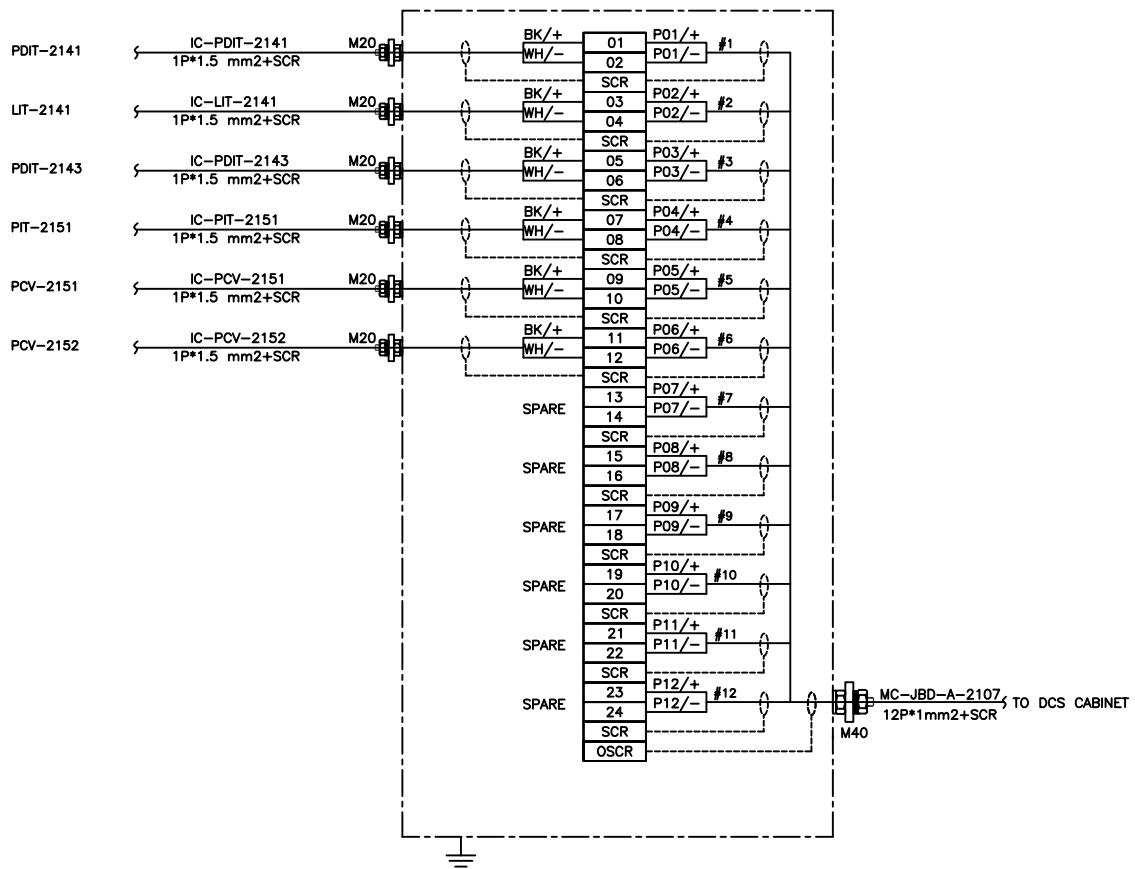 BK/+ 01 P01/+ #1
PDIT-2141 IC-PDIT-2141 M20 WH/- 02 P01/-
1P*1.5 mm2+SCR
SCR
BK/+ 03 P02/+ #2
LIT-2141 IC-LIT-2141 M20 WH/- 04 P02/-
1P*1.5 mm2+SCR
SCR
BK/+ 05 P03/+ #3
PDIT-2143 IC-PDIT-2143 M20 WH/- 06 P03/-
1P*1.5 mm2+SCR
SCR
BK/+ 07 P04/+ #4
PIT-2151 IC-PIT-2151 M20 WH/- 08 P04/-
1P*1.5 mm2+SCR
SCR
BK/+ 09 P05/+ #5
PCV-2151 IC-PCV-2151 M20 WH/- 10 P05/-
1P*1.5 mm2+SCR
SCR
BK/+ 11 P06/+ #6
PCV-2152 IC-PCV-2152 M20 WH/- 12 P06/-
1P*1.5 mm2+SCR
SCR
13 P07/+ #7
SPARE 14 P07/-
SCR
15 P08/+ #8
SPARE 16 P08/-
SCR
17 P09/+ #9
SPARE 18 P09/-
SCR
19 P10/+ #10
SPARE 20 P10/-
SCR
21 P11/+ #11
SPARE 22 P11/-
SCR
23 P12/+ #12
SPARE 24 P12/- MC-JBD-A-2107 TO DCS CABINET
12P*1mm2+SCR
SCR M40
OSCR